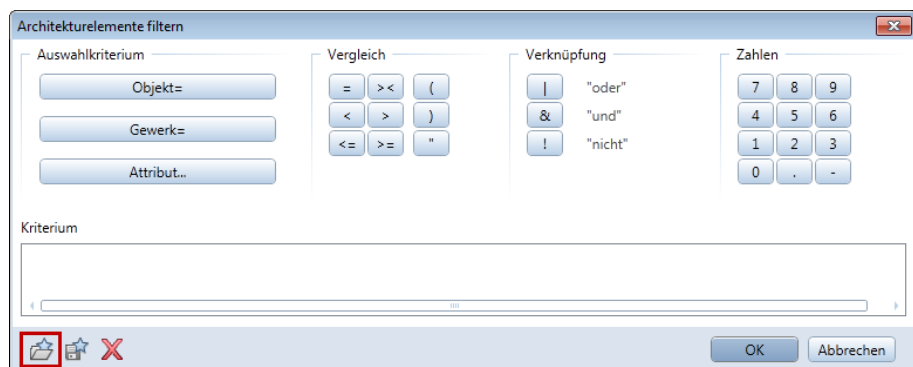 Architekturelemente filtern
Auswahlkriterium Vergleich Verknüpfung Zahlen
Objekt= = >< ( | "oder" 7 8 9
Gewerk= < > ) & "und" 4 5 6
<= >= " ! "nicht" 1 2 3
Attribut... 0 . -
Kriterium
OK Abbrechen